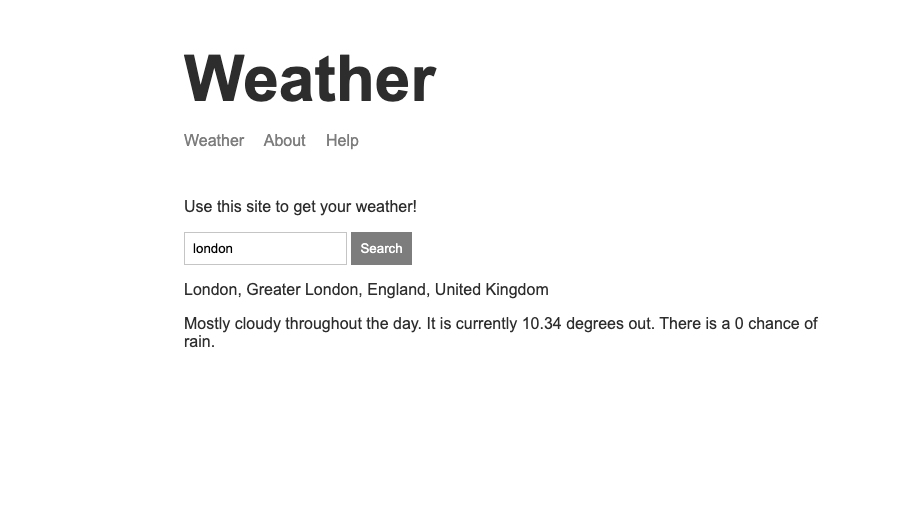 Weather
Weather About Help
Use this site to get your weather!
london Search
London, Greater London, England, United Kingdom
Mostly cloudy throughout the day. It is currently 10.34 degrees out. There is a 0 chance of
rain.